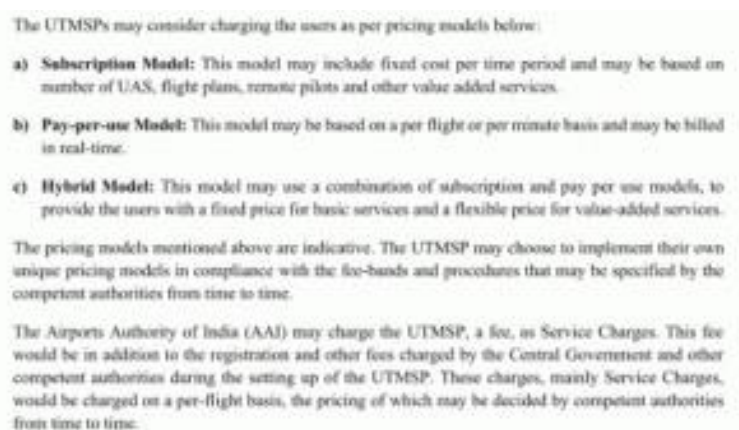 The UTMSPs may consider charging the users as per pricing models below:
a) Subscription Model: This model may include fixed cost per time period and may be based on
number of UAS, flight plans, remote pilots and other value added services.
b) Pay-per-use Model: This model may be based on a per flight or per minute basis and may be billed
in real-time.
c) Hybrid Model: This model may use a combination of subscription and pay per use models, to
provide the users with a fixed price for basic services and a flexible price for value-added services.
The pricing models mentioned above are indicative. The UTMSP may choose to implement their own
unique pricing models in compliance with the fee-bands and procedures that may be specified by the
competent authorities from time to time.
The Airports Authority of India (AAI) may charge the UTMSP, a fee, as Service Charges. This fee
would be in addition to the registration and other fees charged by the Central Government and other
competent authorities during the setting up of the UTMSP. These charges, mainly Service Charges,
would be charged on a per-flight basis, the pricing of which may be decided by competent authorities
from time to time.